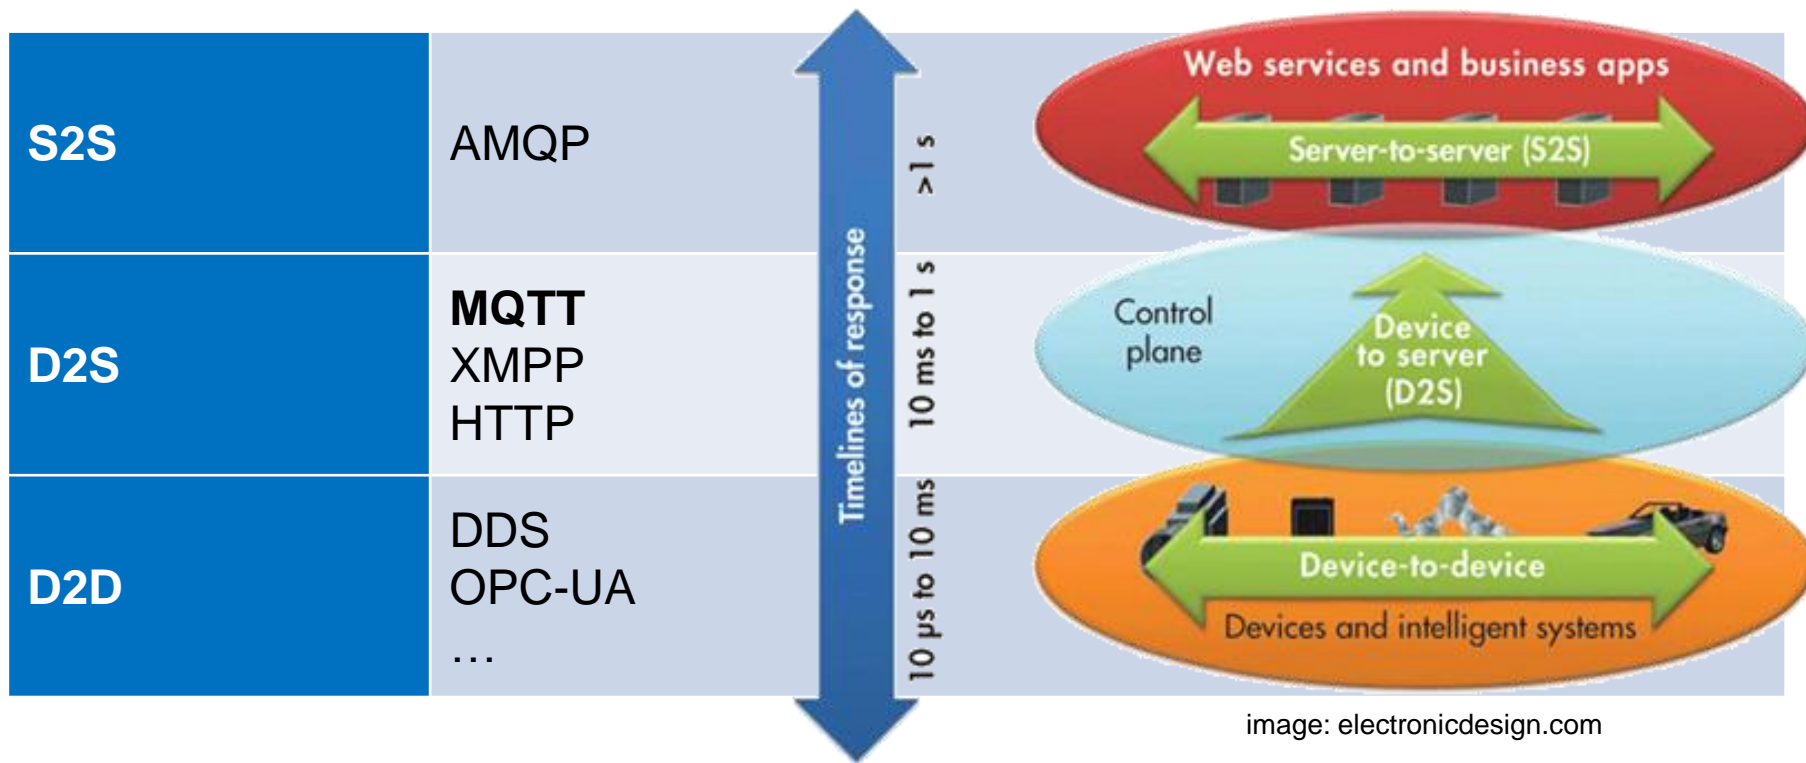 S2S
AMQP
>1 s
Web services and business apps
Server-to-server (S2S)
D2S
MQTT
XMPP
HTTP
Timelines of response
10 ms to 1 s
Control
plane
Device
to server
(D2S)
D2D
DDS
OPC-UA
…
10 µs to 10 ms
Device-to-device
Devices and intelligent systems
image: electronicdesign.com